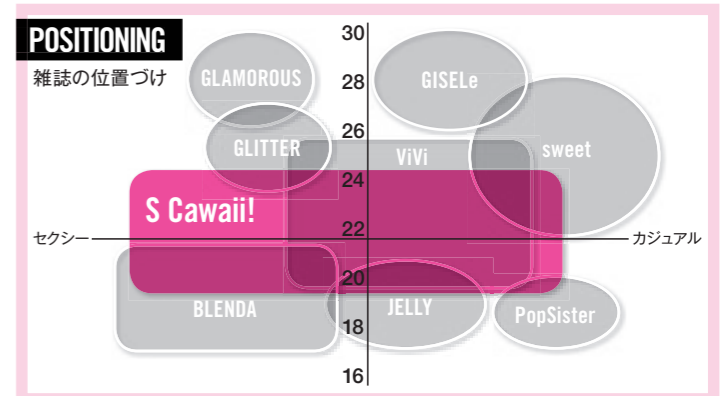 POSITIONING
雑誌の位置づけ
30
GLAMOROUS
28
GISELe
26
GLITTER
ViVi
sweet
24
S Cawaii!
22
セクシー
カジュアル
20
BLENDA
JELLY
PopSister
18
16